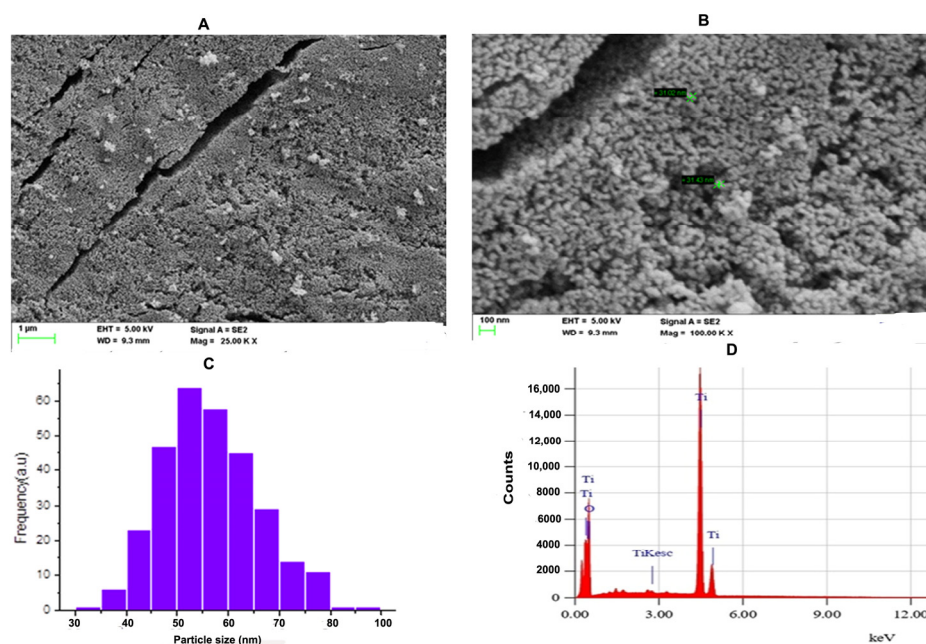 A
B
= 31.02 nm
= 31.43 nm
1 µm
EHT = 5.00 kV
Signal A = SE2
WD = 9.3 mm
Mag = 25.00 K X
100 nm
EHT = 5.00 kV
Signal A = SE2
WD = 9.3 mm
Mag = 100.00 K X
C
Frequency(a.u)
60
40
20
0
30
40
50
60
70
80
90
100
Particle size (nm)
D
Counts
16,000
14,000
12,000
10,000
8000
6000
4000
2000
0
Ti
Ti
O
TiKesc
Ti
Ti
0.00
3.00
6.00
9.00
12.00
keV